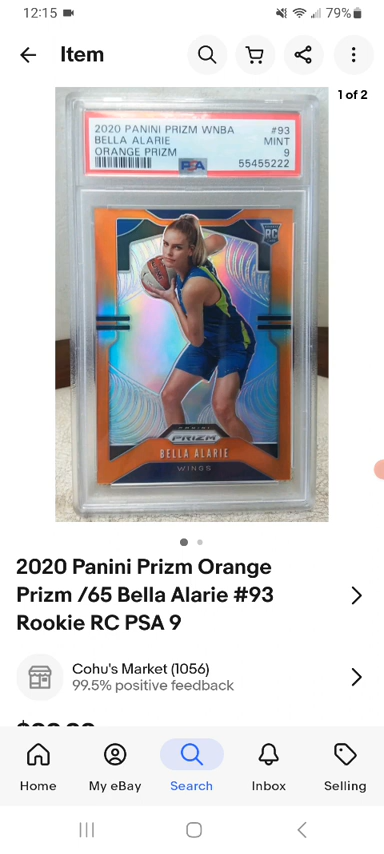 12:15
79%
Item
1 of 2
2020 PANINI PRIZM WNBA #93
BELLA ALARIE MINT
ORANGE PRIZM 9
PSA 55455222
RC
PANINI
PRIZM
BELLA ALARIE
WINGS
2020 Panini Prizm Orange
Prizm /65 Bella Alarie #93
Rookie RC PSA 9
Cohu's Market (1056)
99.5% positive feedback
Home My eBay Search Inbox Selling